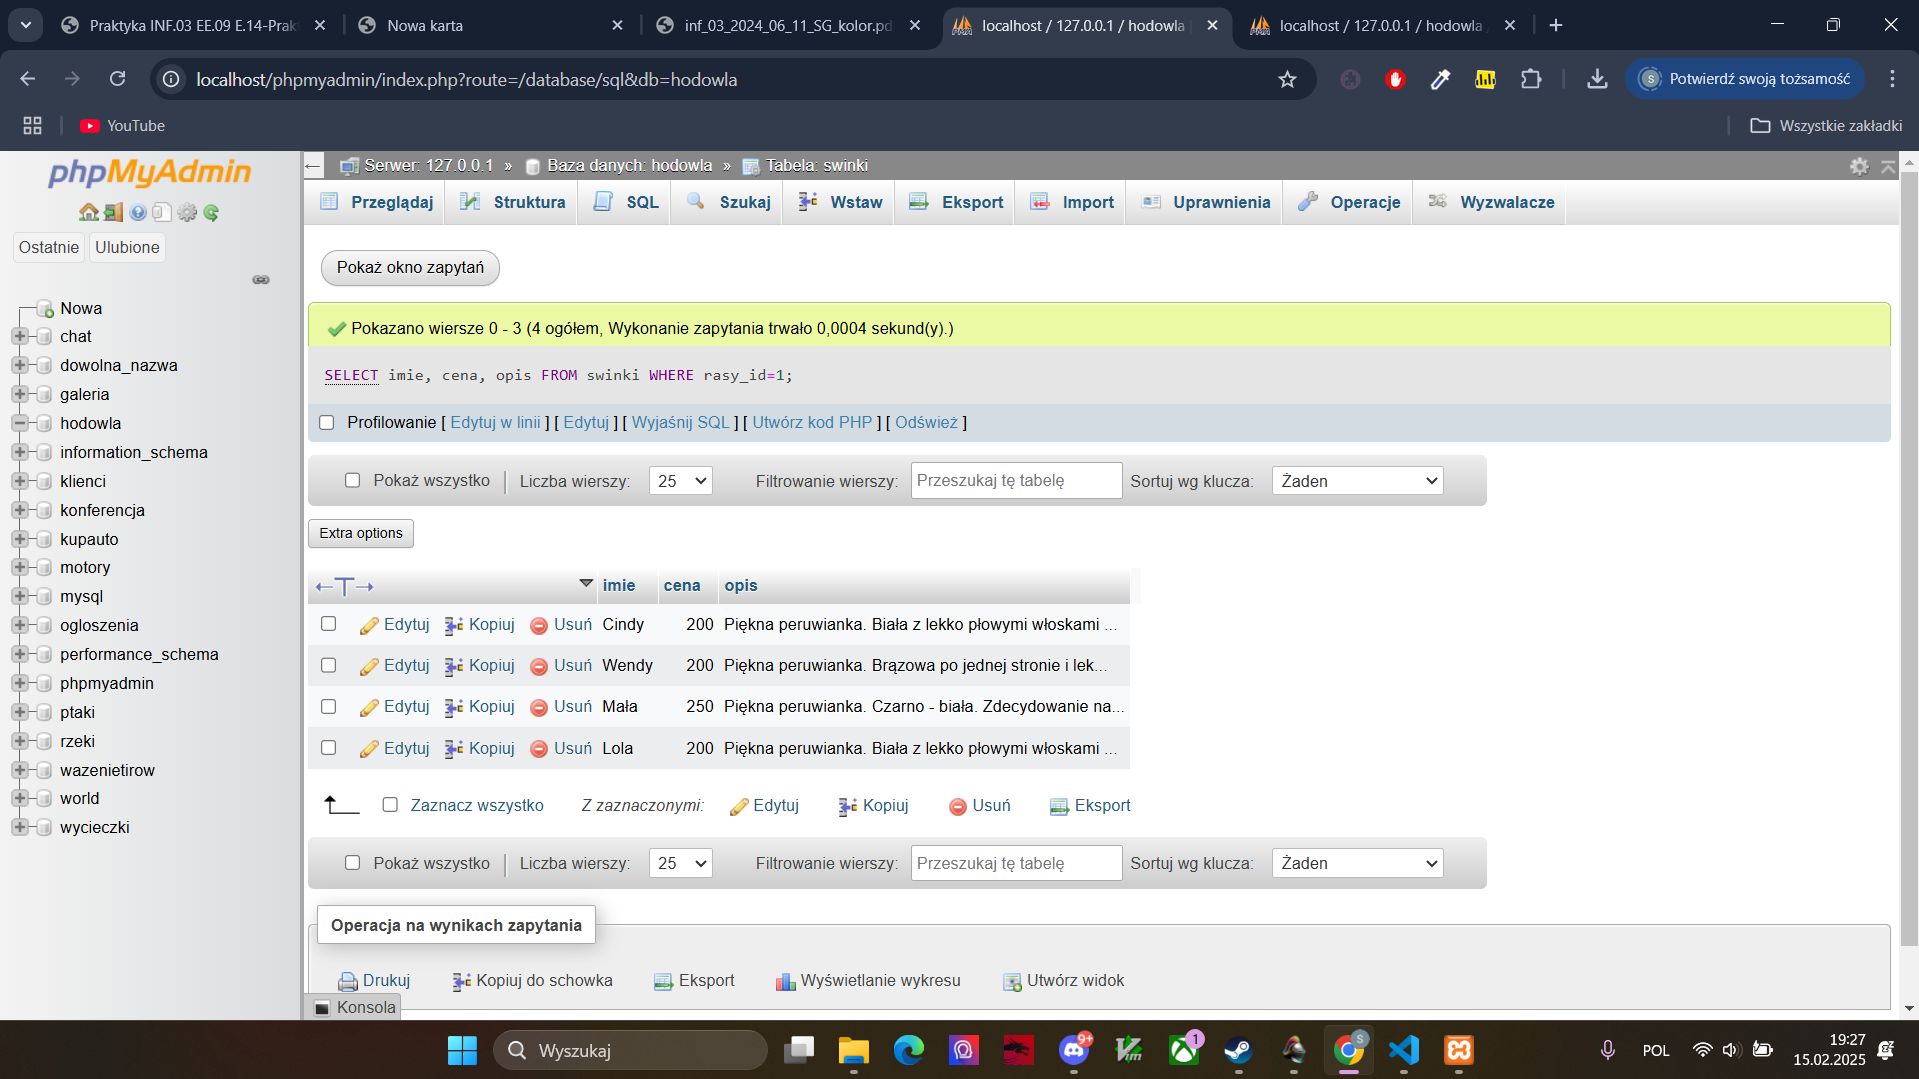 Praktyka INF.03 EE.09 E.14-Prak
Nowa karta
inf_03_2024_06_11_SG_kolor.pd
localhost / 127.0.0.1 / hodowla
localhost / 127.0.0.1 / hodowla
localhost/phpmyadmin/index.php?route=/database/sql&db=hodowla
S
Potwierdź swoją tożsamość
YouTube
Wszystkie zakładki
phpMyAdmin
Ostatnie
Ulubione
Nowa
chat
dowolna_nazwa
galeria
hodowla
information_schema
klienci
konferencja
kupauto
motory
mysql
ogloszenia
performance_schema
phpmyadmin
ptaki
rzeki
wazenietirow
world
wycieczki
Serwer: 127.0.0.1 » Baza danych: hodowla » Tabela: swinki
Przeglądaj Struktura SQL Szukaj Wstaw Eksport Import Uprawnienia Operacje Wyzwalacze
Pokaż okno zapytań
Pokazano wiersze 0 - 3 (4 ogółem, Wykonanie zapytania trwało 0,0004 sekund(y).)
SELECT imie, cena, opis FROM swinki WHERE rasy_id=1;
Profilowanie [ Edytuj w linii ] [ Edytuj ] [ Wyjaśnij SQL ] [ Utwórz kod PHP ] [ Odśwież ]
Pokaż wszystko | Liczba wierszy: 25 Filtrowanie wierszy: Przeszukaj tę tabelę Sortuj wg klucza: Żaden
Extra options
←T→ imie cena opis
Edytuj Kopiuj Usuń Cindy 200 Piękna peruwianka. Biała z lekko płowymi włoskami ...
Edytuj Kopiuj Usuń Wendy 200 Piękna peruwianka. Brązowa po jednej stronie i lek...
Edytuj Kopiuj Usuń Mała 250 Piękna peruwianka. Czarno - biała. Zdecydowanie na...
Edytuj Kopiuj Usuń Lola 200 Piękna peruwianka. Biała z lekko płowymi włoskami ...
Zaznacz wszystko Z zaznaczonymi: Edytuj Kopiuj Usuń Eksport
Pokaż wszystko | Liczba wierszy: 25 Filtrowanie wierszy: Przeszukaj tę tabelę Sortuj wg klucza: Żaden
Operacja na wynikach zapytania
Drukuj Kopiuj do schowka Eksport Wyświetlanie wykresu Utwórz widok
Konsola
Wyszukaj
9+
1
S
POL
19:27
15.02.2025